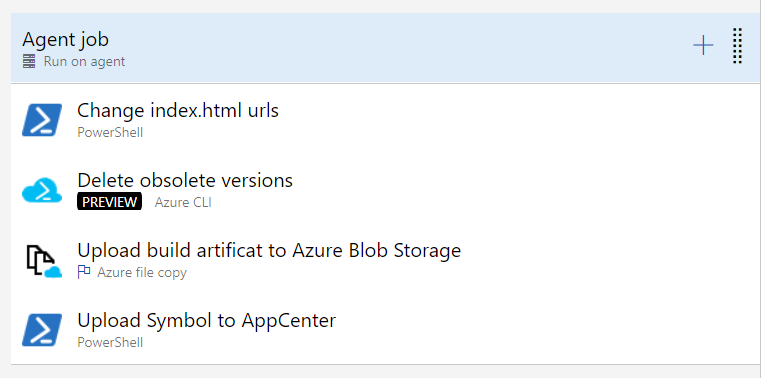 Agent job
Run on agent
Change index.html urls
PowerShell
Delete obsolete versions
PREVIEW Azure CLI
Upload build artificat to Azure Blob Storage
Azure file copy
Upload Symbol to AppCenter
PowerShell